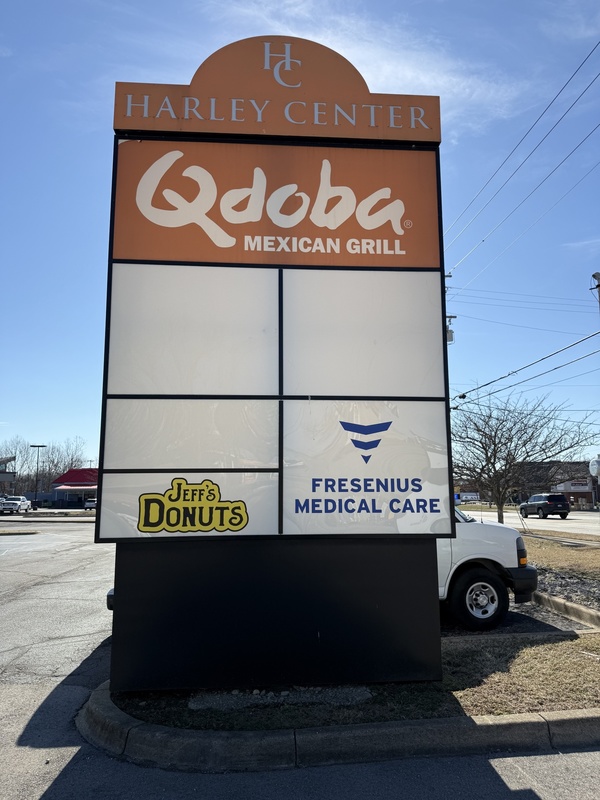 HC
HARLEY CENTER
Qdoba®
MEXICAN GRILL
JEFF'S
DONUTS
FRESENIUS
MEDICAL CARE